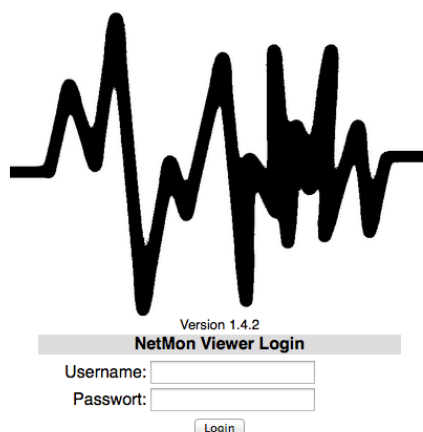 Version 1.4.2
NetMon Viewer Login
Username:
Passwort:
Login